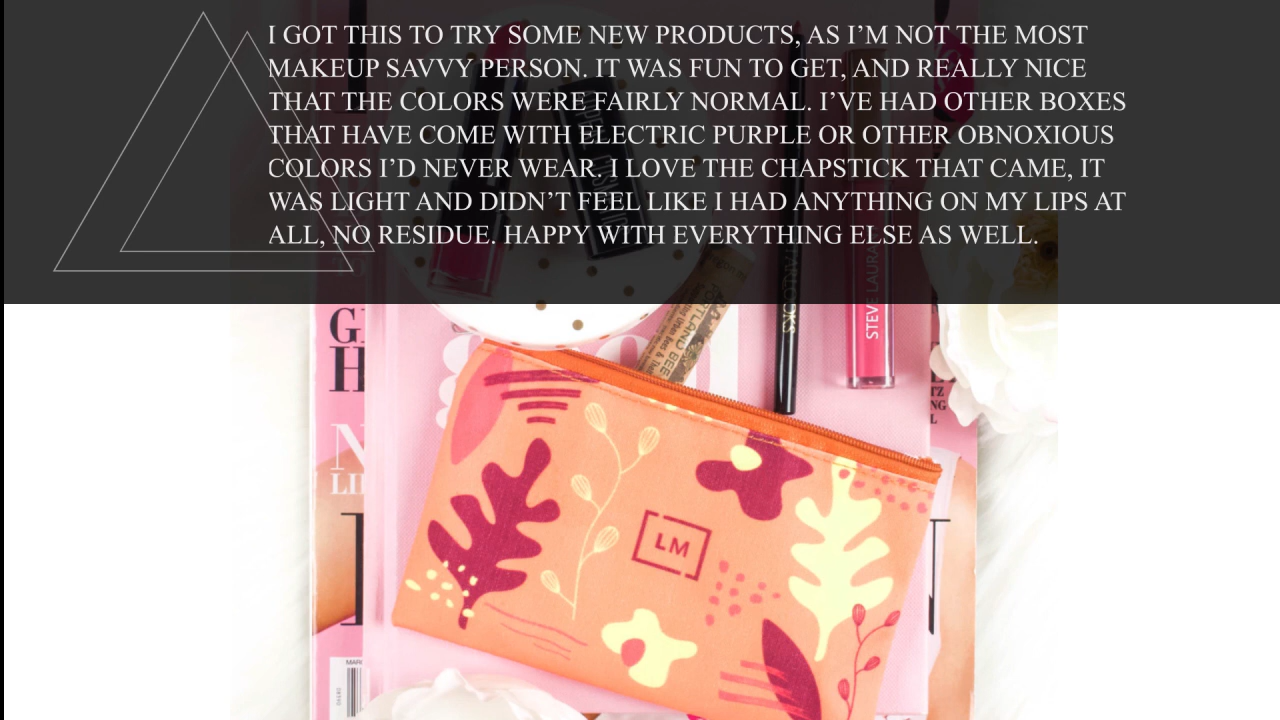 I GOT THIS TO TRY SOME NEW PRODUCTS, AS I’M NOT THE MOST
MAKEUP SAVVY PERSON. IT WAS FUN TO GET, AND REALLY NICE
THAT THE COLORS WERE FAIRLY NORMAL. I’VE HAD OTHER BOXES
THAT HAVE COME WITH ELECTRIC PURPLE OR OTHER OBNOXIOUS
COLORS I’D NEVER WEAR. I LOVE THE CHAPSTICK THAT CAME, IT
WAS LIGHT AND DIDN’T FEEL LIKE I HAD ANYTHING ON MY LIPS AT
ALL, NO RESIDUE. HAPPY WITH EVERYTHING ELSE AS WELL.
STEVE LAURA
PORTLAND BEE
LM